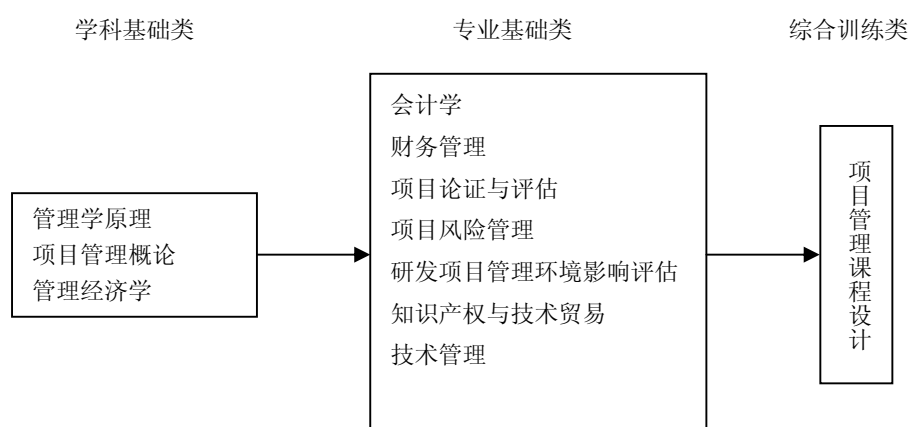 学科基础类
专业基础类
综合训练类
管理学原理
项目管理概论
管理经济学
会计学
财务管理
项目论证与评估
项目风险管理
研发项目管理环境影响评估
知识产权与技术贸易
技术管理
项目管理课程设计